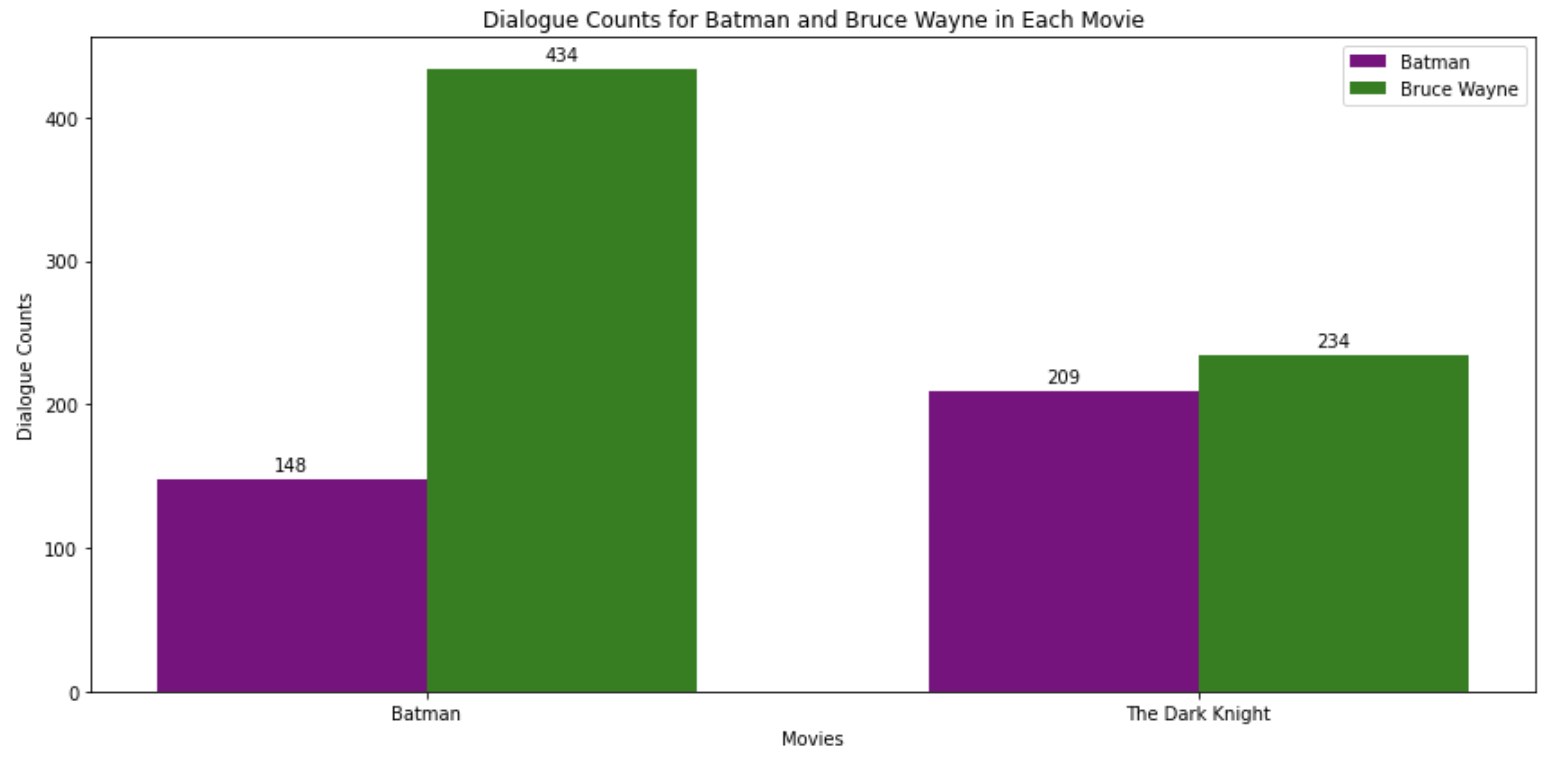 Dialogue Counts for Batman and Bruce Wayne in Each Movie
434
Batman
Bruce Wayne
400
300
234
209
200
148
100
0
Dialogue Counts
Batman
The Dark Knight
Movies